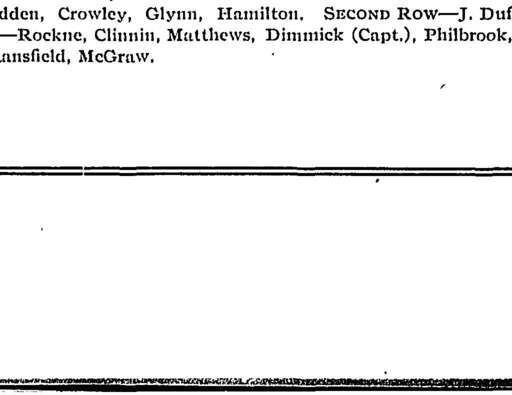 dden, Crowley, Glynn, Hamilton. SECOND ROW—J. Duf
—Rockne, Clinnin, Matthews, Dimmick (Capt.), Philbrook,
ansfield, McGraw.